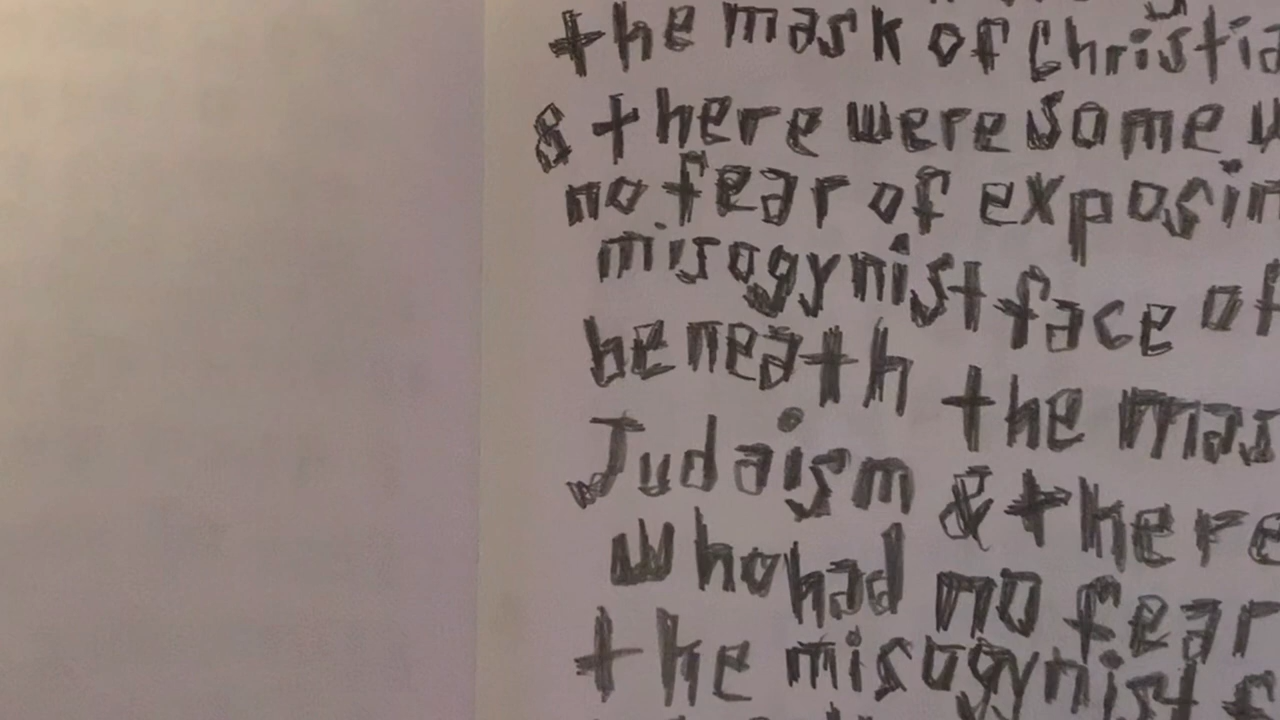 the mask of Christia
& there were some w
no fear of exposin
misogynist face of
beneath the mas
Judaism & there
who had no fear
the misogynist f